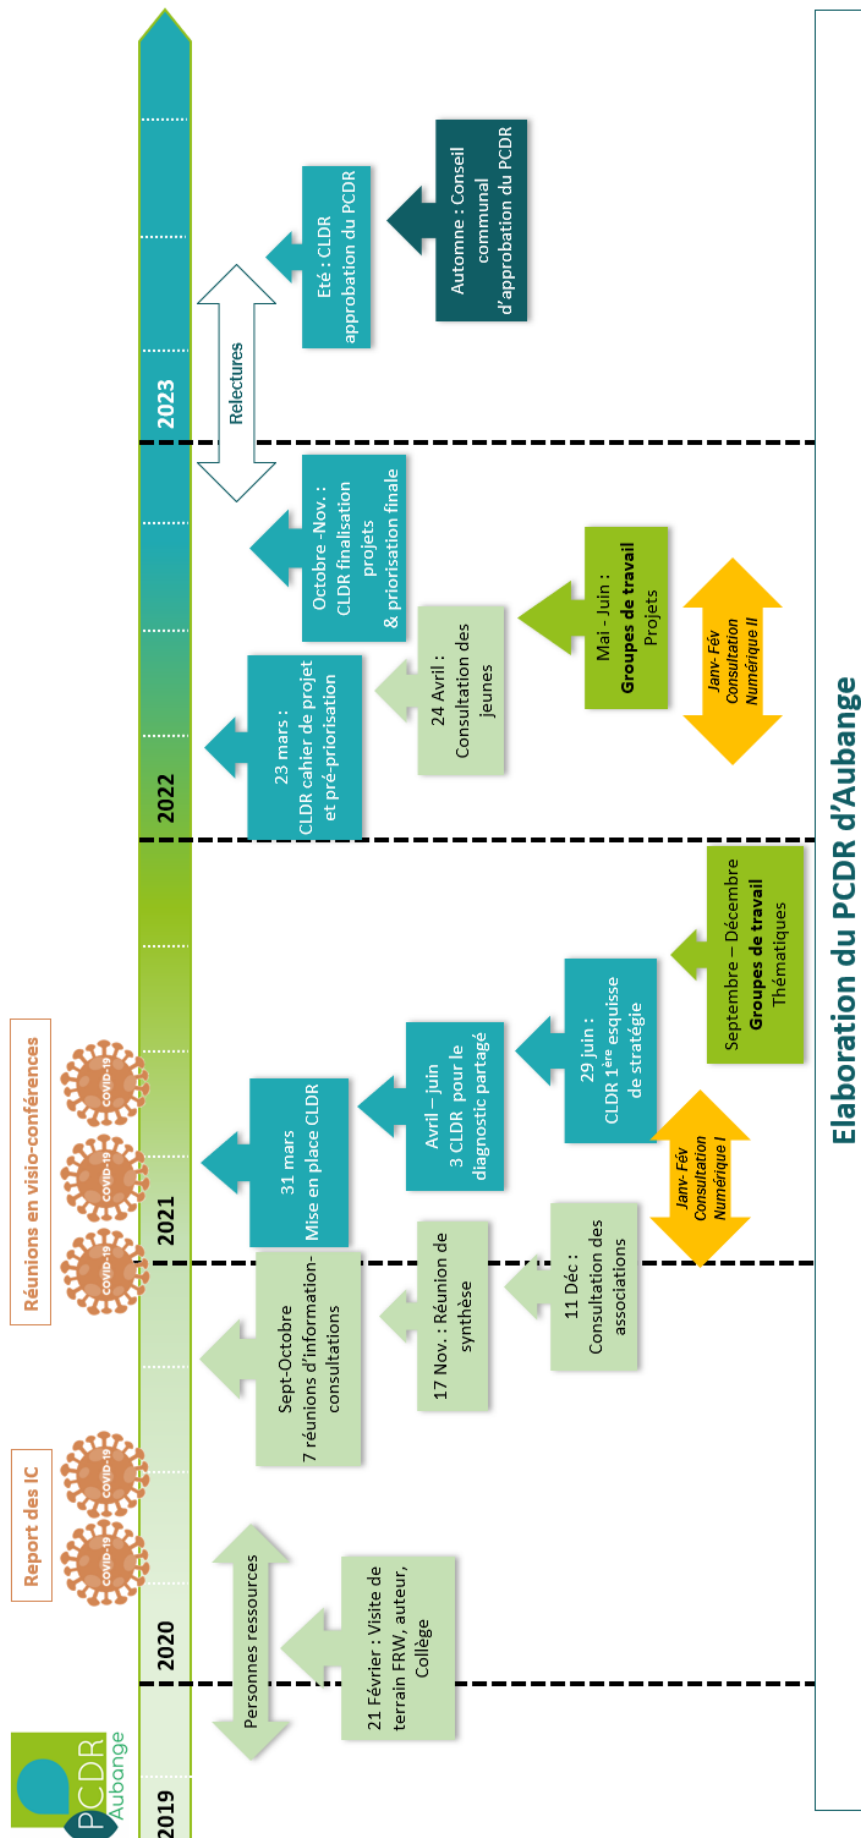 PCDR
Aubange
Report des IC
Réunions en visio-conférences
COVID-19
COVID-19
COVID-19
COVID-19
COVID-19
2019
2020
2021
2022
2023
Personnes ressources
21 Février : Visite de
terrain FRW, auteur,
Collège
Sept-Octobre
7 réunions d'information-
consultations
17 Nov. : Réunion de
synthèse
11 Déc :
Consultation des
associations
Janv- Fév
Consultation
Numérique I
31 mars
Mise en place CLDR
Avril – juin
3 CLDR pour le
diagnostic partagé
29 juin :
CLDR 1ère esquisse
de stratégie
Septembre – Décembre
Groupes de travail
Thématiques
23 mars :
CLDR cahier de projet
et pré-priorisation
24 Avril :
Consultation des
jeunes
Mai - Juin :
Groupes de travail
Projets
Janv- Fév
Consultation
Numérique II
Octobre -Nov. :
CLDR finalisation
projets
& priorisation finale
Relectures
Eté : CLDR
approbation du PCDR
Automne : Conseil
communal
d'approbation du PCDR
Elaboration du PCDR d'Aubange